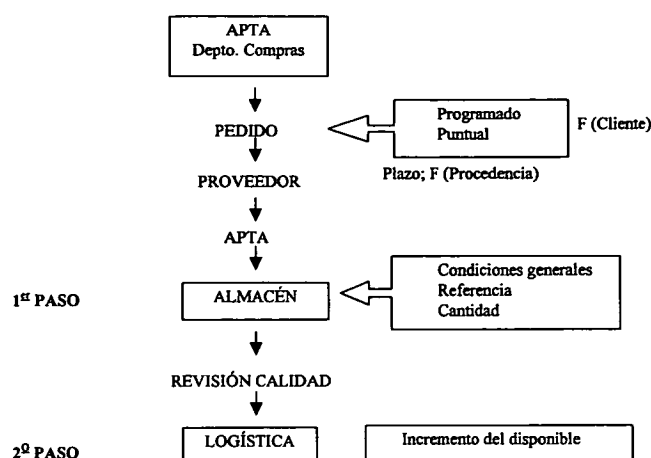 APTA
Depto. Compras
PEDIDO
Programado
Puntual
F (Cliente)
Plazo; F (Procedencia)
PROVEEDOR
APTA
1er PASO
ALMACÉN
Condiciones generales
Referencia
Cantidad
REVISIÓN CALIDAD
2º PASO
LOGÍSTICA
Incremento del disponible